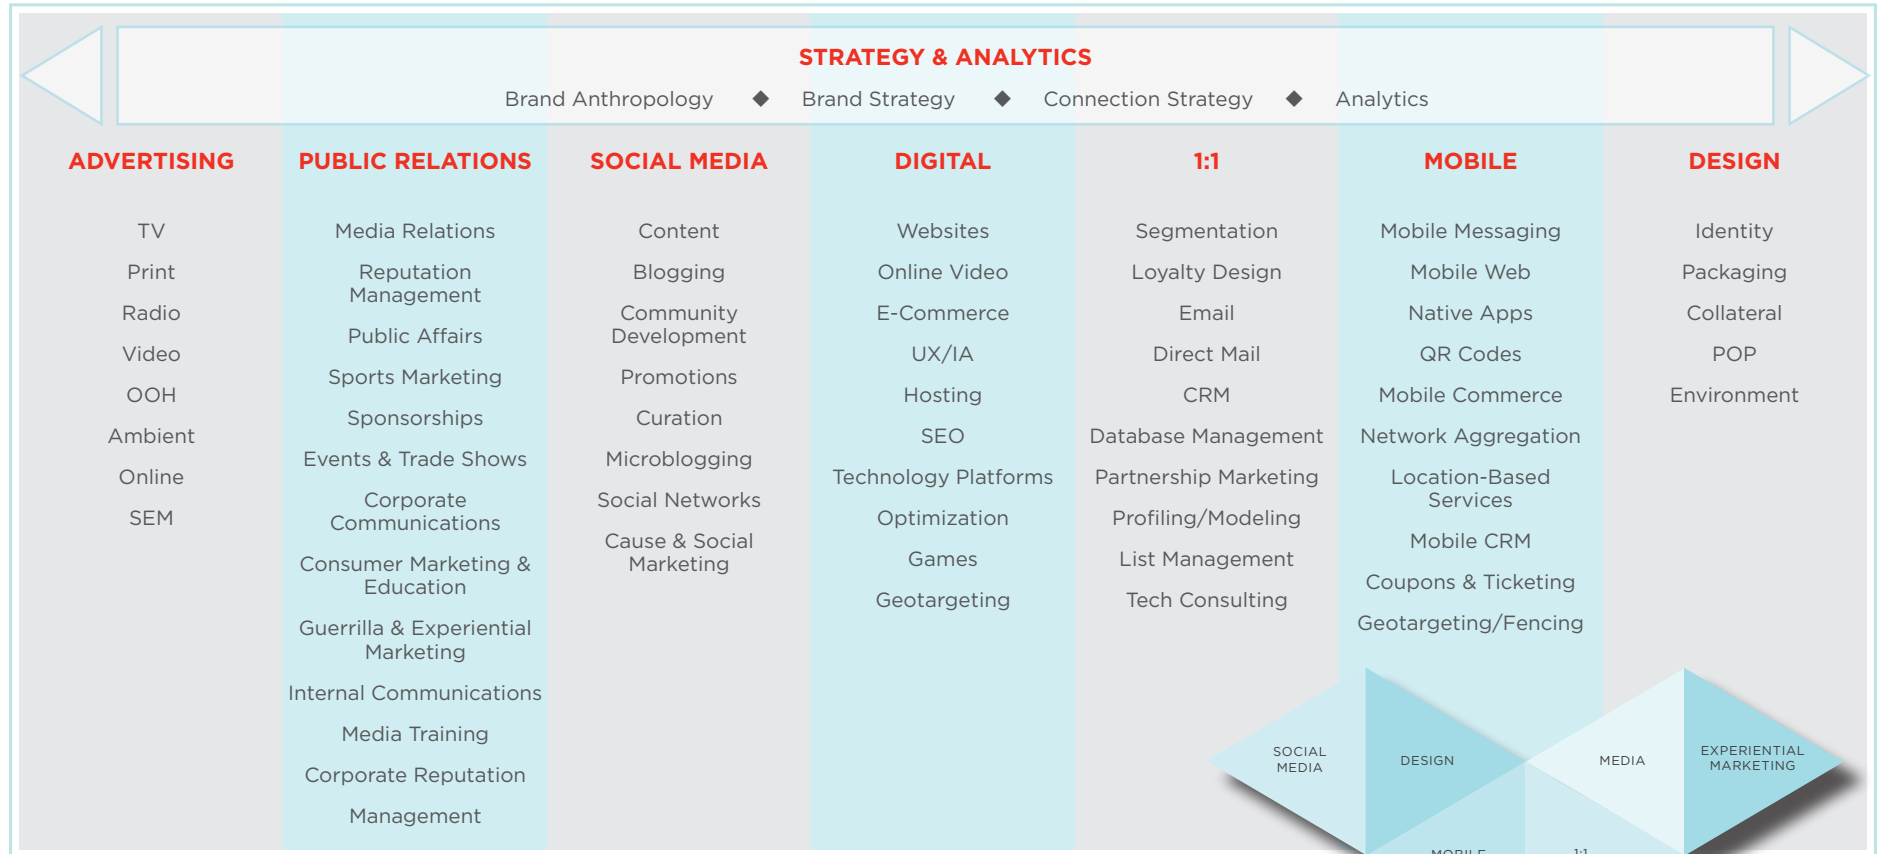 STRATEGY & ANALYTICS
Brand Anthropology ◆ Brand Strategy ◆ Connection Strategy ◆ Analytics
ADVERTISING
TV
Print
Radio
Video
OOH
Ambient
Online
SEM
PUBLIC RELATIONS
Media Relations
Reputation
Management
Public Affairs
Sports Marketing
Sponsorships
Events & Trade Shows
Corporate
Communications
Consumer Marketing &
Education
Guerrilla & Experiential
Marketing
Internal Communications
Media Training
Corporate Reputation
Management
SOCIAL MEDIA
Content
Blogging
Community
Development
Promotions
Curation
Microblogging
Social Networks
Cause & Social
Marketing
DIGITAL
Websites
Online Video
E-Commerce
UX/IA
Hosting
SEO
Technology Platforms
Optimization
Games
Geotargeting
1:1
Segmentation
Loyalty Design
Email
Direct Mail
CRM
Database Management
Partnership Marketing
Profiling/Modeling
List Management
Tech Consulting
MOBILE
Mobile Messaging
Mobile Web
Native Apps
QR Codes
Mobile Commerce
Network Aggregation
Location-Based
Services
Mobile CRM
Coupons & Ticketing
Geotargeting/Fencing
DESIGN
Identity
Packaging
Collateral
POP
Environment
SOCIAL
MEDIA
DESIGN
MEDIA
EXPERIENTIAL
MARKETING
MOBILE
1:1